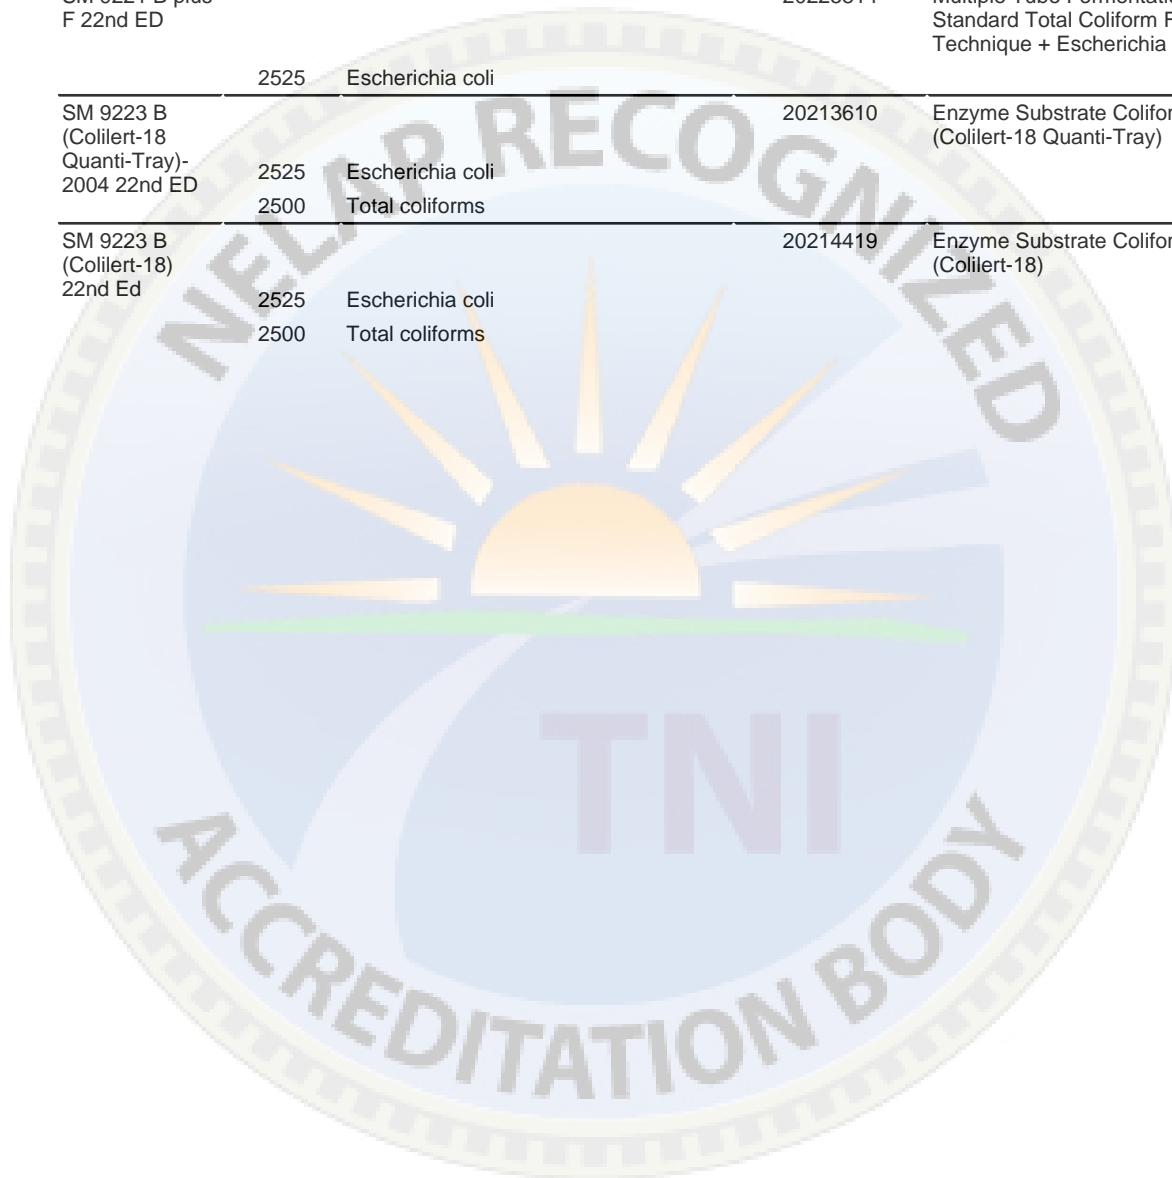 F 22nd ED
Standard Total Coliform
Technique + Escherichia
2525 Escherichia coli
SM 9223 B 20213610 Enzyme Substrate
(Colilert-18 (Colilert-18 Quanti-Tray)
Quanti-Tray)-
2525 Escherichia coli
2004 22nd ED
2500 Total coliforms
SM 9223 B 20214419 Enzyme Substrate
(Colilert-18) (Colilert-18)
22nd Ed
2525 Escherichia coli
2500 Total coliforms
NELAP RECOGNIZED
TNI
ACCREDITATION BODY